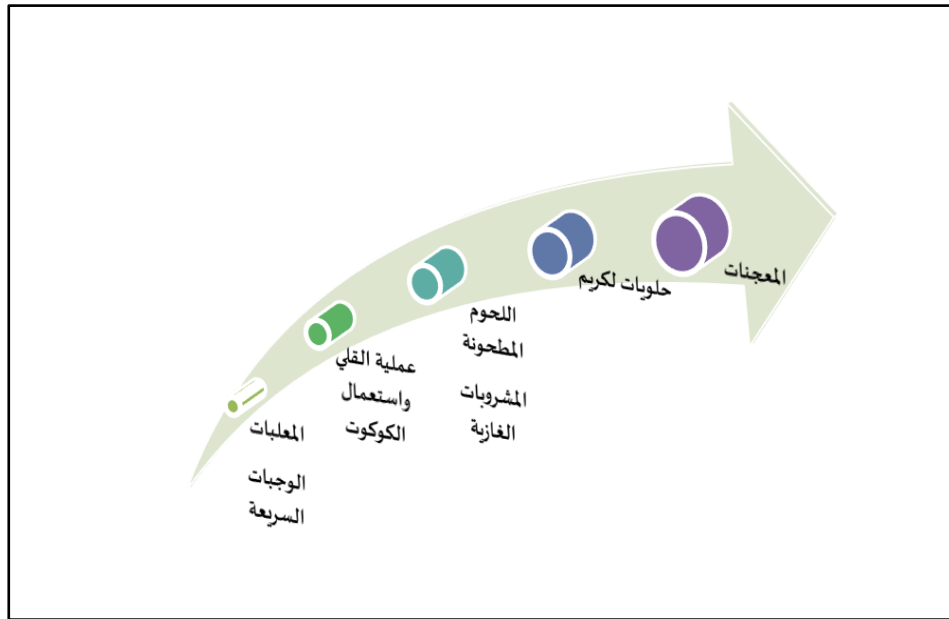 المعجنات
حلويات لكريم
اللحوم
المطحونة
المشروبات
الغازية
عملية القلي
واستعمال
الكوكوت
المعلبات
الوجبات
السريعة